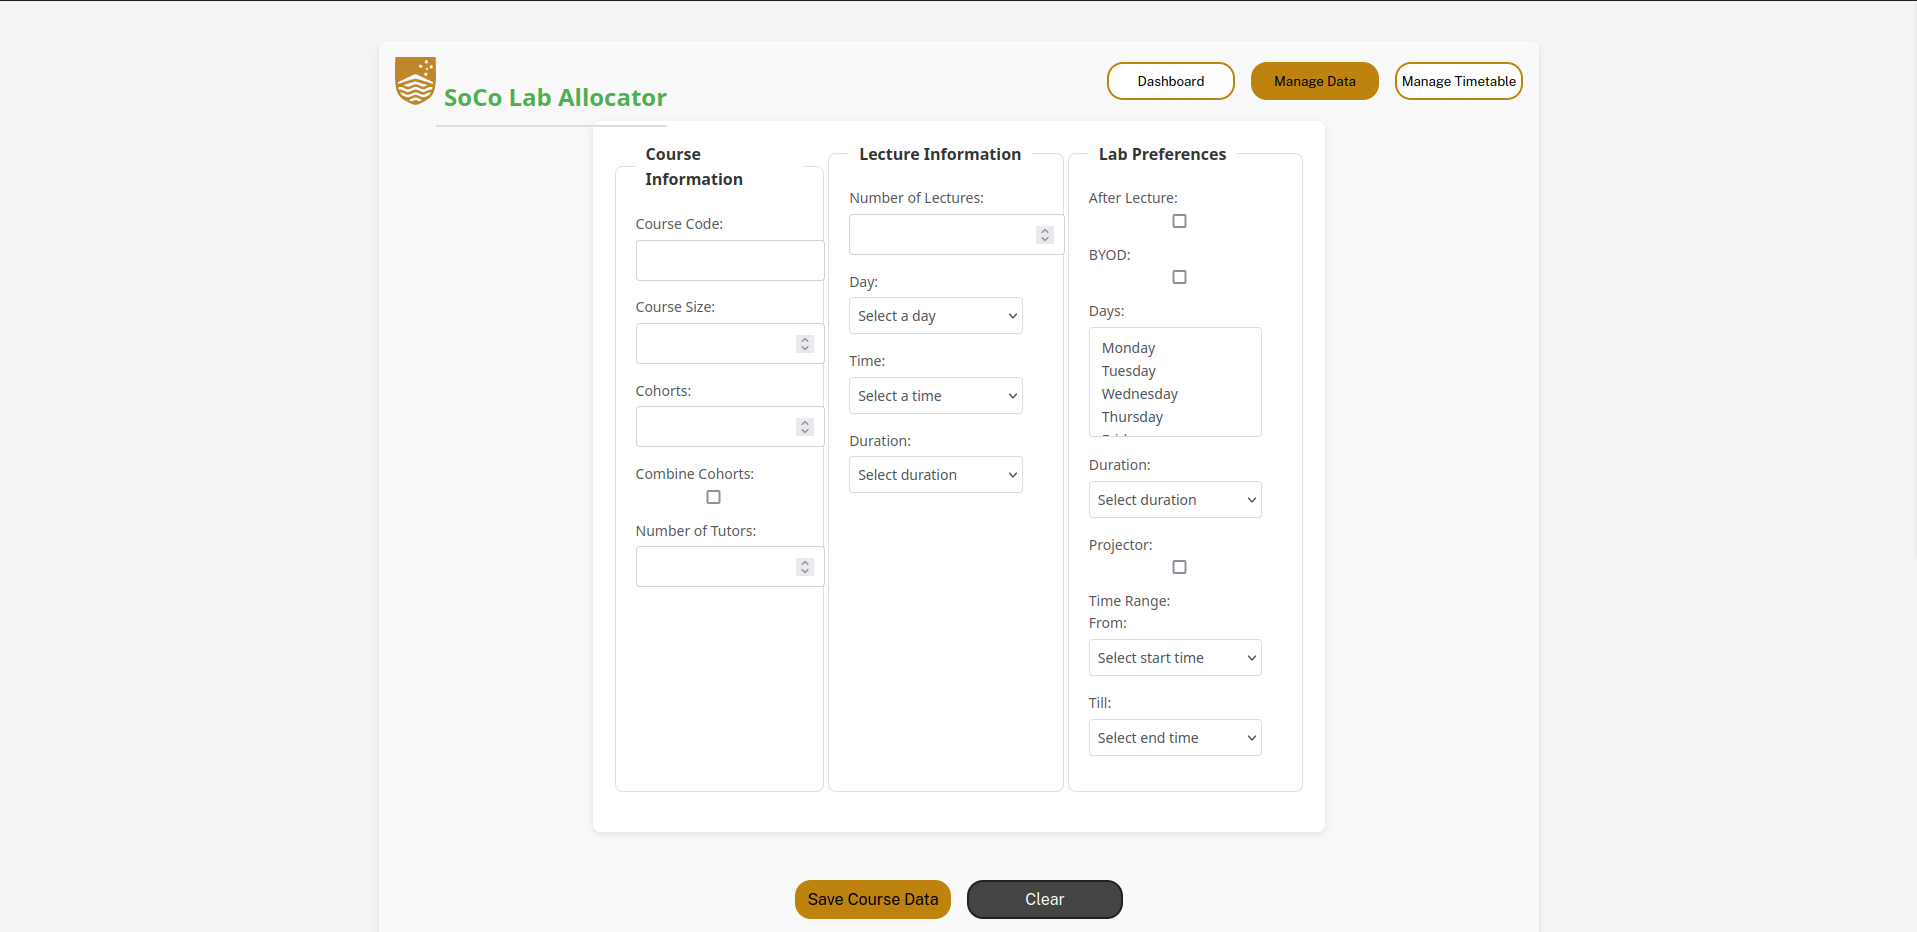 SoCo Lab Allocator
Dashboard
Manage Data
Manage Timetable
Course
Information
Course Code:
Course Size:
Cohorts:
Combine Cohorts:
Number of Tutors:
Lecture Information
Number of Lectures:
Day:
Select a day
Time:
Select a time
Duration:
Select duration
Lab Preferences
After Lecture:
BYOD:
Days:
Monday
Tuesday
Wednesday
Thursday
Duration:
Select duration
Projector:
Time Range:
From:
Select start time
Till:
Select end time
Save Course Data
Clear